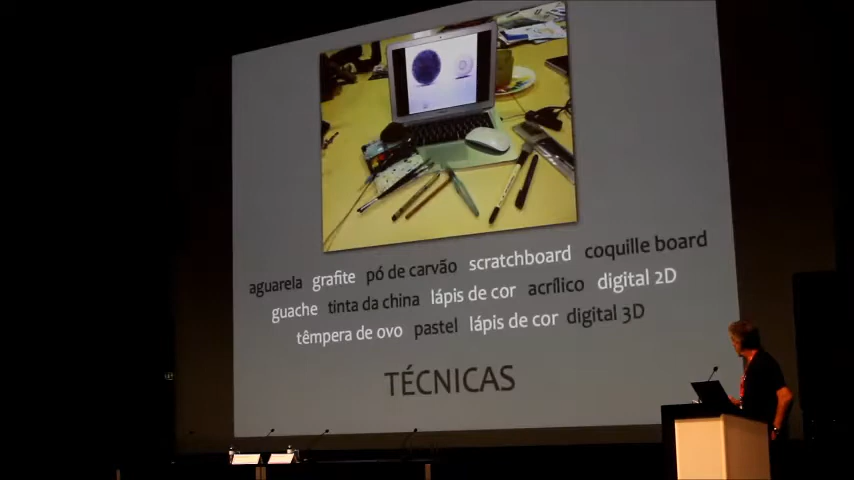 aguarela grafite pó de carvão scratchboard coquille board
guache tinta da china lápis de cor acrílico digital 2D
têmpera de ovo pastel lápis de cor digital 3D
TÉCNICAS